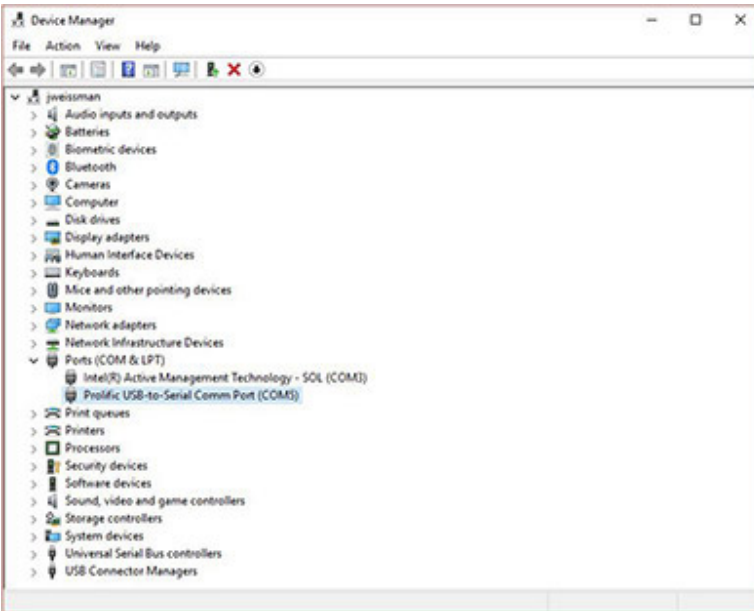 Device Manager
File Action View Help
jweissman
Audio inputs and outputs
Batteries
Biometric devices
Bluetooth
Cameras
Computer
Disk drives
Display adapters
Human Interface Devices
Keyboards
Mice and other pointing devices
Monitors
Network adapters
Network Infrastructure Devices
Ports (COM & LPT)
Intel(R) Active Management Technology - SOL (COM3)
Prolific USB-to-Serial Comm Port (COM5)
Print queues
Printers
Processors
Security devices
Software devices
Sound, video and game controllers
Storage controllers
System devices
Universal Serial Bus controllers
USB Connector Managers